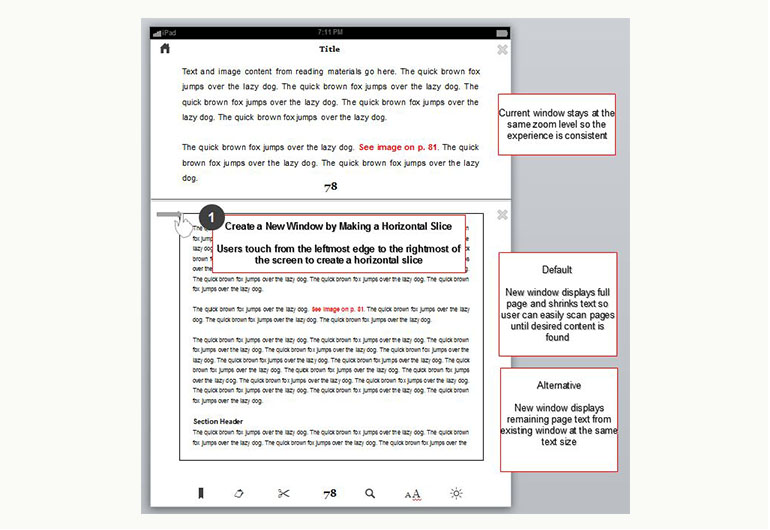 iPad
7:11 PM
Title
Text and image content from reading materials go here. The quick brown fox
jumps over the lazy dog. The quick brown fox jumps over the lazy dog. The
quick brown fox jumps over the lazy dog. The quick brown fox jumps over the
lazy dog. The quick brown fox jumps over the lazy dog.
The quick brown fox jumps over the lazy dog. See image on p. 81. The quick
brown fox jumps over the lazy dog. The quick brown fox jumps over the lazy
dog.
78
Current window stays at the
same zoom level so the
experience is consistent
1
Create a New Window by Making a Horizontal Slice
Users touch from the leftmost edge to the rightmost of
the screen to create a horizontal slice
The quick brown fox jumps over the lazy dog. The quick brown fox jumps
over the lazy dog.
The quick brown fox jumps over the lazy dog. See image on p. 81. The quick brown fox jumps over the lazy
dog. The quick brown fox jumps over the lazy dog. The quick brown fox jumps over the lazy dog.
The quick brown fox jumps over the lazy dog. The quick brown fox jumps over the lazy dog. The quick brown
fox jumps over the lazy dog. The quick brown fox jumps over the lazy dog. The quick brown fox jumps over the
lazy dog. The quick brown fox jumps over the lazy dog. The quick brown fox jumps over the lazy dog. The quick
brown fox jumps over the lazy dog. The quick brown fox jumps over the lazy dog. The quick brown fox jumps
over the lazy dog. The quick brown fox jumps over the lazy dog. The quick brown fox jumps over the lazy dog.
The quick brown fox jumps over the lazy dog. The quick brown fox jumps over the lazy dog. The quick brown
fox jumps over the lazy dog.
Section Header
The quick brown fox jumps over the lazy dog. The quick brown fox jumps over the lazy dog. The quick brown
fox jumps over the lazy dog. The quick brown fox jumps over the lazy dog. The quick brown fox jumps over the
78
AA
Default
New window displays full
page and shrinks text so
user can easily scan pages
until desired content is
found
Alternative
New window displays
remaining page text from
existing window at the same
text size